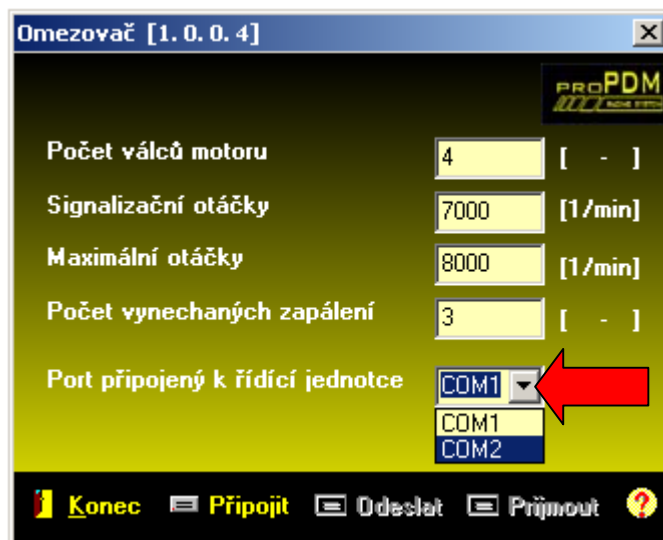 Omezovač [1.0.0.4]
proPDM
Počet válců motoru 4 [ - ]
Signalizační otáčky 7000 [1/min]
Maximální otáčky 8000 [1/min]
Počet vynechaných zapálení 3 [ - ]
Port připojený k řídící jednotce COM1
COM1
COM2
Konec Připojit Odeslat Prijmout ?